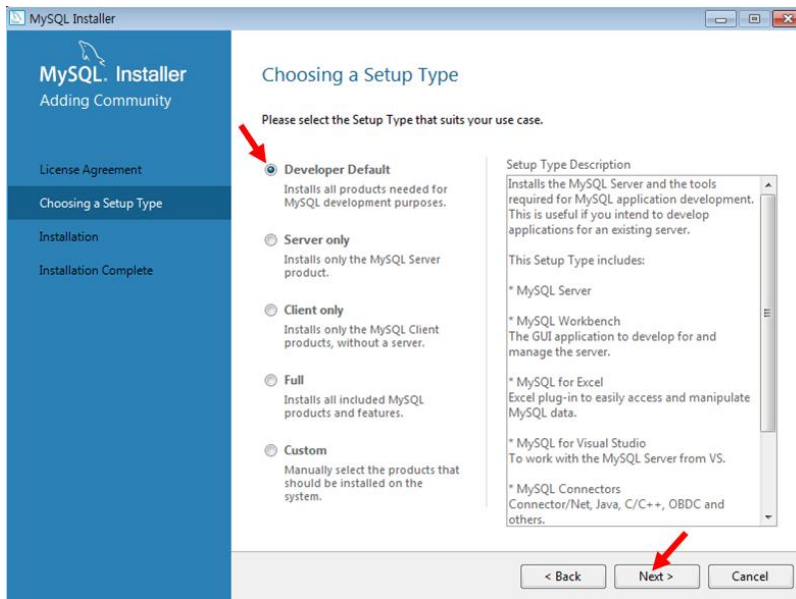 MySQL Installer
MySQL. Installer
Adding Community
License Agreement
Choosing a Setup Type
Installation
Installation Complete
Choosing a Setup Type
Please select the Setup Type that suits your use case.
Developer Default
Installs all products needed for
MySQL development purposes.
Server only
Installs only the MySQL Server
product.
Client only
Installs only the MySQL Client
products, without a server.
Full
Installs all included MySQL
products and features.
Custom
Manually select the products that
should be installed on the
system.
Setup Type Description
Installs the MySQL Server and the tools
required for MySQL application development.
This is useful if you intend to develop
applications for an existing server.
This Setup Type includes:
* MySQL Server
* MySQL Workbench
The GUI application to develop for and
manage the server.
* MySQL for Excel
Excel plug-in to easily access and manipulate
MySQL data.
* MySQL for Visual Studio
To work with the MySQL Server from VS.
* MySQL Connectors
Connector/Net, Java, C/C++, OBDC and
others.
< Back
Next >
Cancel